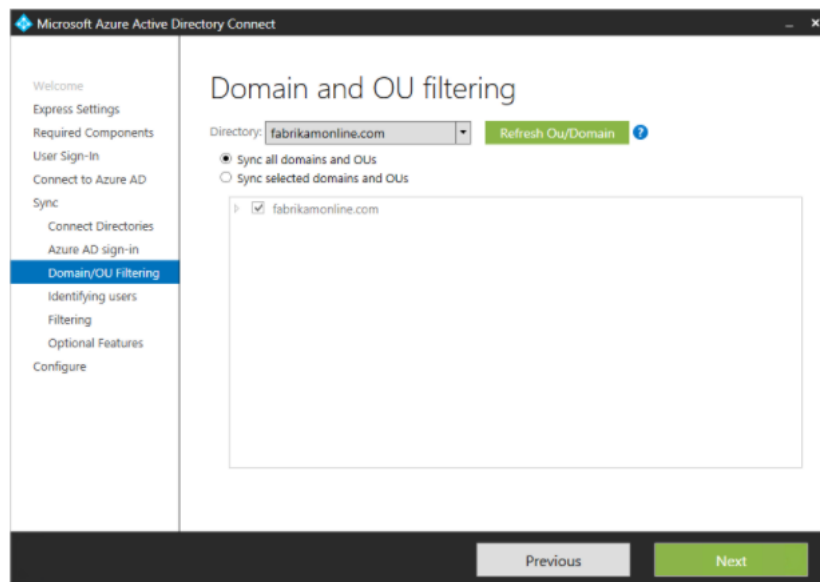 Microsoft Azure Active Directory Connect
Welcome
Express Settings
Required Components
User Sign-In
Connect to Azure AD
Sync
Connect Directories
Azure AD sign-in
Domain/OU Filtering
Identifying users
Filtering
Optional Features
Configure
Domain and OU filtering
Directory: fabrikamonline.com Refresh Ou/Domain ?
Sync all domains and OUs
Sync selected domains and OUs
fabrikamonline.com
Previous Next